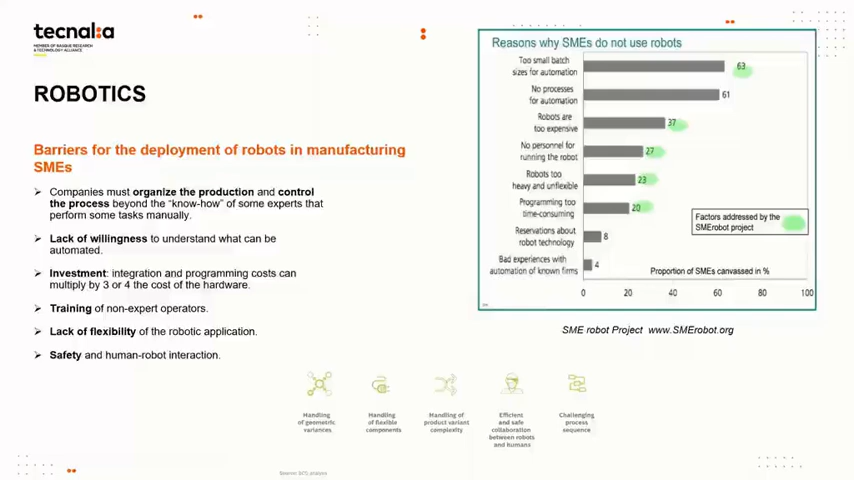 tecnalia
MEMBER OF BASQUE RESEARCH
& TECHNOLOGY ALLIANCE
ROBOTICS
Barriers for the deployment of robots in manufacturing
SMEs
Companies must organize the production and control
the process beyond the “know-how” of some experts that
perform some tasks manually.
Lack of willingness to understand what can be
automated.
Investment: integration and programming costs can
multiply by 3 or 4 the cost of the hardware.
Training of non-expert operators.
Lack of flexibility of the robotic application.
Safety and human-robot interaction.
Reasons why SMEs do not use robots
Too small batch
sizes for automation
63
No processes
for automation
61
Robots are
too expensive
37
No personnel for
running the robot
27
Robots too
heavy and unflexible
23
Programming too
time-consuming
20
Reservations about
robot technology
8
Bad experiences with
automation of known firms
4
Factors addressed by the
SMErobot project
Proportion of SMEs canvassed in %
0 20 40 60 80 100
SME robot Project www.SMErobot.org
Handling
of geometric
variances
Handling
of flexible
components
Handling of
product variant
complexity
Efficient
and safe
collaboration
between robots
and humans
Challenging
process
sequence